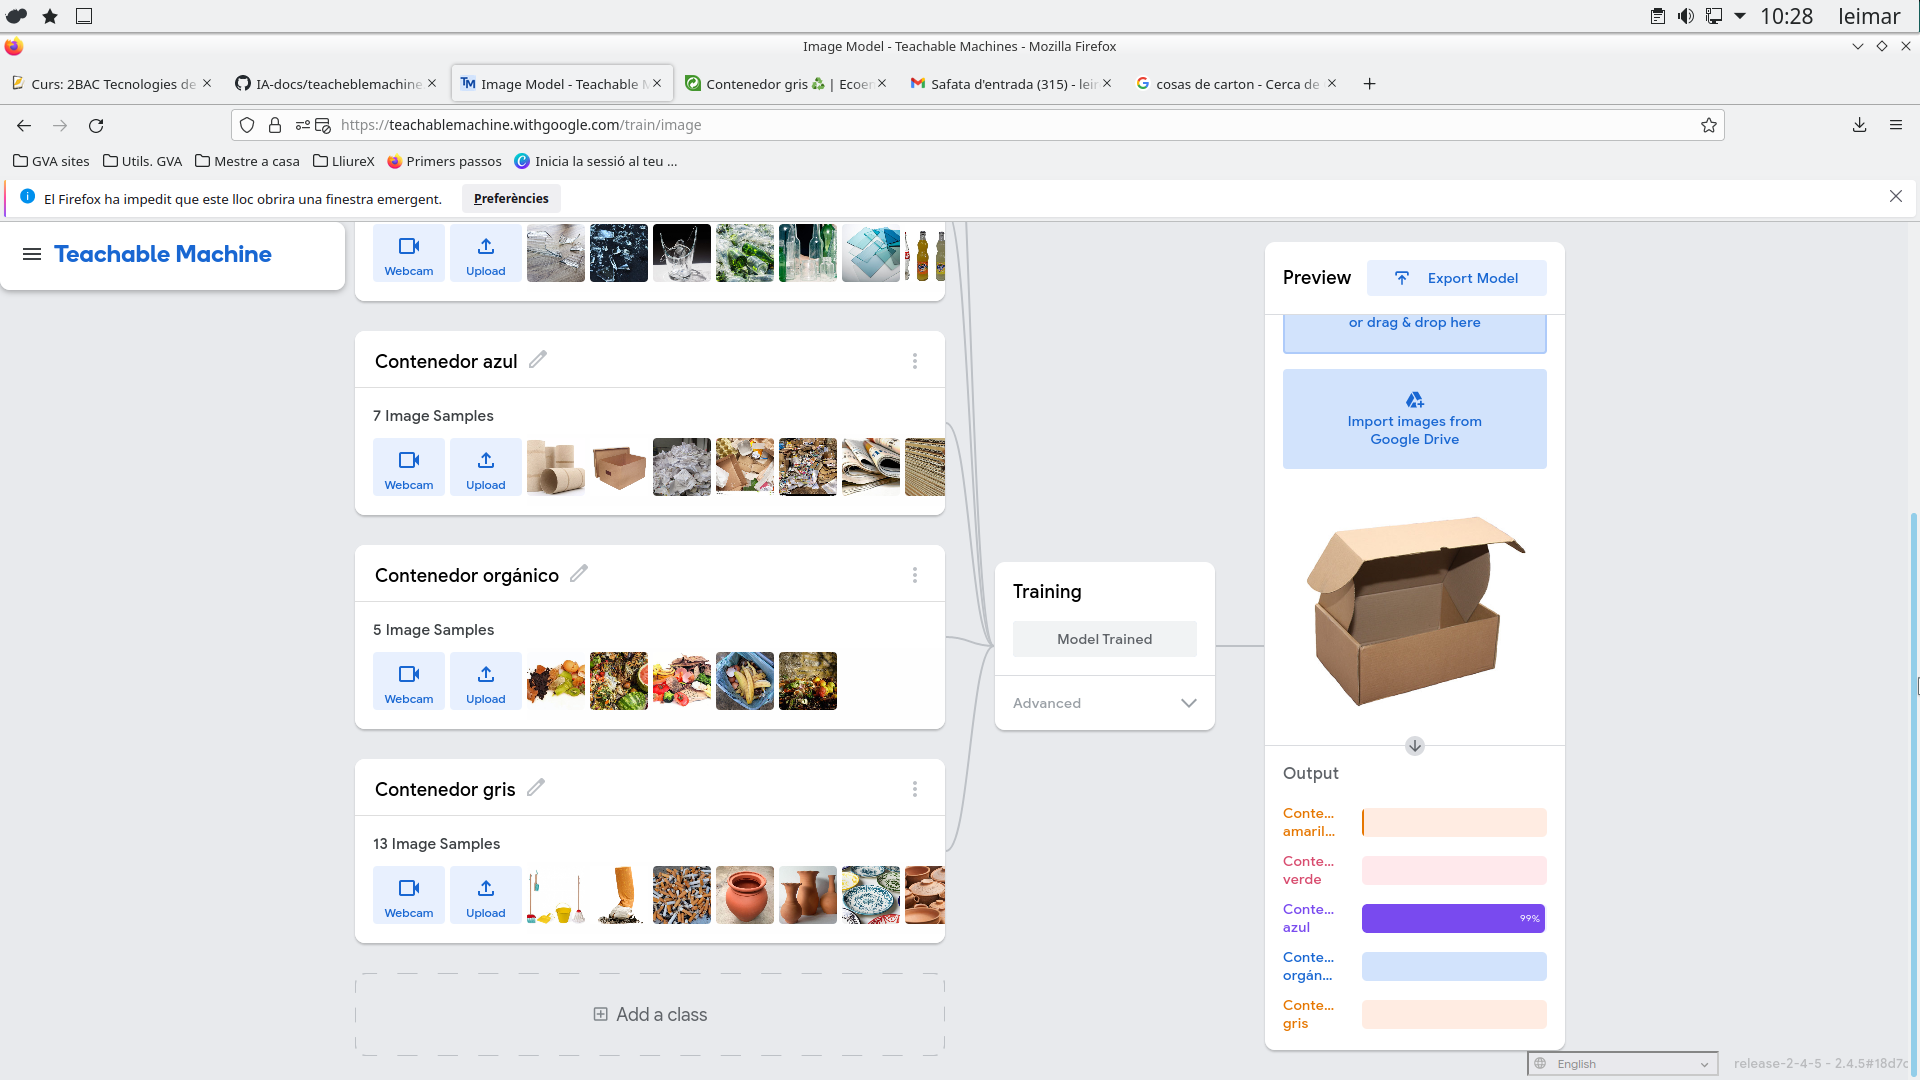 10:28 leimar
Image Model - Teachable Machines - Mozilla Firefox
Curs: 2BAC Tecnologies de
IA-docs/teacheblemachine
Image Model - Teachable M
Contenedor gris ♻ | Ecoem
Safata d'entrada (315) - lein
cosas de carton - Cerca de
https://teachablemachine.withgoogle.com/train/image
GVA sites
Utils. GVA
Mestre a casa
LliureX
Primers passos
Inicia la sessió al teu ...
El Firefox ha impedit que este lloc obrira una finestra emergent.
Preferències
Teachable Machine
Webcam
Upload
Contenedor azul
7 Image Samples
Webcam
Upload
Contenedor orgánico
5 Image Samples
Webcam
Upload
Contenedor gris
13 Image Samples
Webcam
Upload
Add a class
Training
Model Trained
Advanced
Preview
Export Model
or drag & drop here
Import images from
Google Drive
Output
Conte...
amaril...
Conte...
verde
Conte...
azul
99%
Conte...
orgán...
Conte...
gris
English
release-2-4-5 - 2.4.5#18d7c